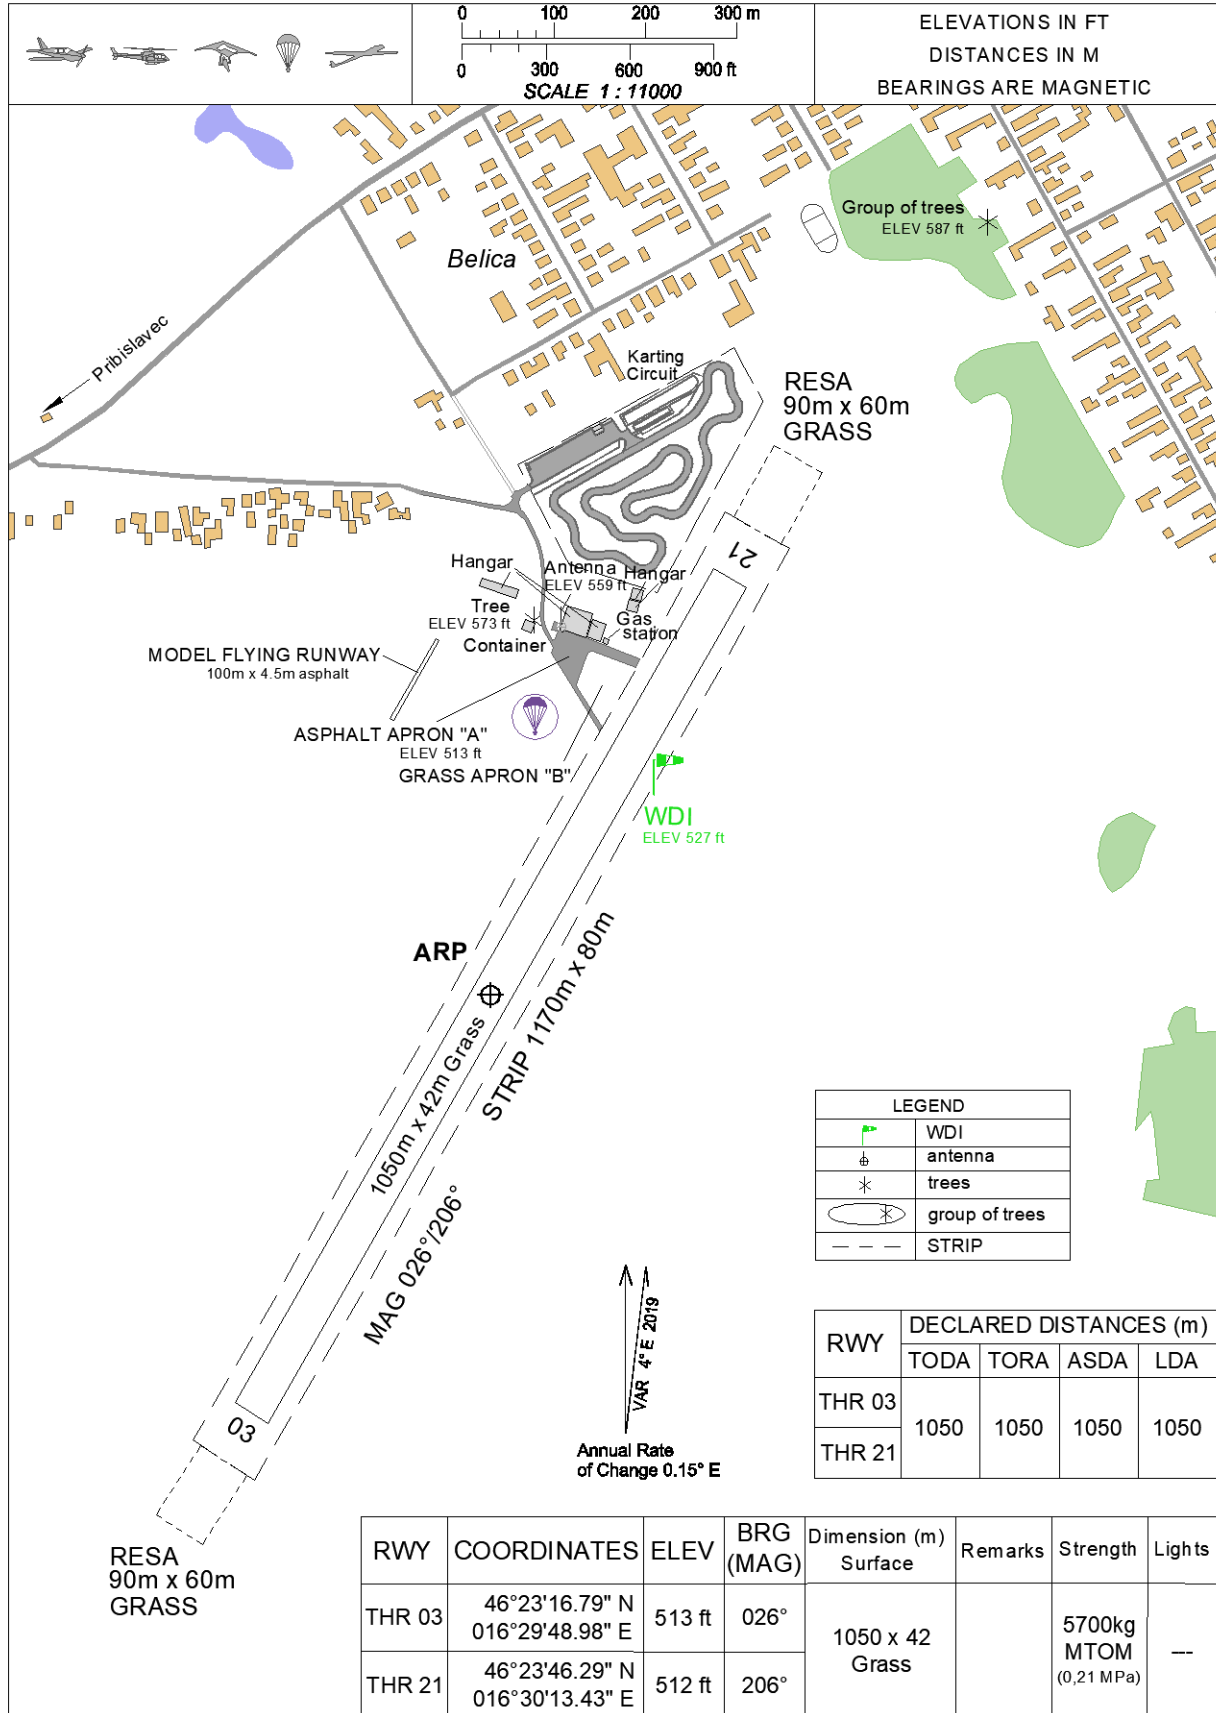 0 100 200 300 m
0 300 600 900 ft
SCALE 1 : 11000
ELEVATIONS IN FT
DISTANCES IN M
BEARINGS ARE MAGNETIC
Group of trees
ELEV 587 ft
Belica
Pribislavec
Karting
Circuit
RESA
90m x 60m
GRASS
21
Hangar
Antenna
ELEV 559 ft
Hangar
Tree
ELEV 573 ft
Gas
station
Container
MODEL FLYING RUNWAY
100m x 4.5m asphalt
ASPHALT APRON "A"
ELEV 513 ft
GRASS APRON "B"
WDI
ELEV 527 ft
ARP
1050m x 42m Grass
STRIP 1170m x 80m
MAG 026°/206°
03
RESA
90m x 60m
GRASS
VAR 4° E 2019
Annual Rate
of Change 0.15° E
LEGEND
WDI
antenna
trees
group of trees
STRIP
RWY DECLARED DISTANCES (m)
TODA TORA ASDA LDA
THR 03
1050 1050 1050 1050
THR 21
RWY COORDINATES ELEV BRG (MAG) Dimension (m) Surface Remarks Strength Lights
THR 03 46°23'16.79" N 016°29'48.98" E 513 ft 026°
1050 x 42 Grass 5700kg MTOM (0,21 MPa) ---
THR 21 46°23'46.29" N 016°30'13.43" E 512 ft 206°